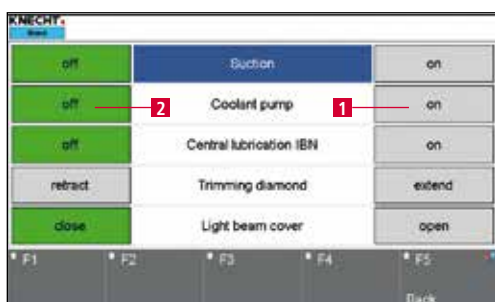 KNECHT
off Suction on
off 2 Coolant pump 1 on
off Central lubrication IBN on
retract Trimming diamond extend
close Light beam cover open
F1 F2 F3 F4 F5
Back